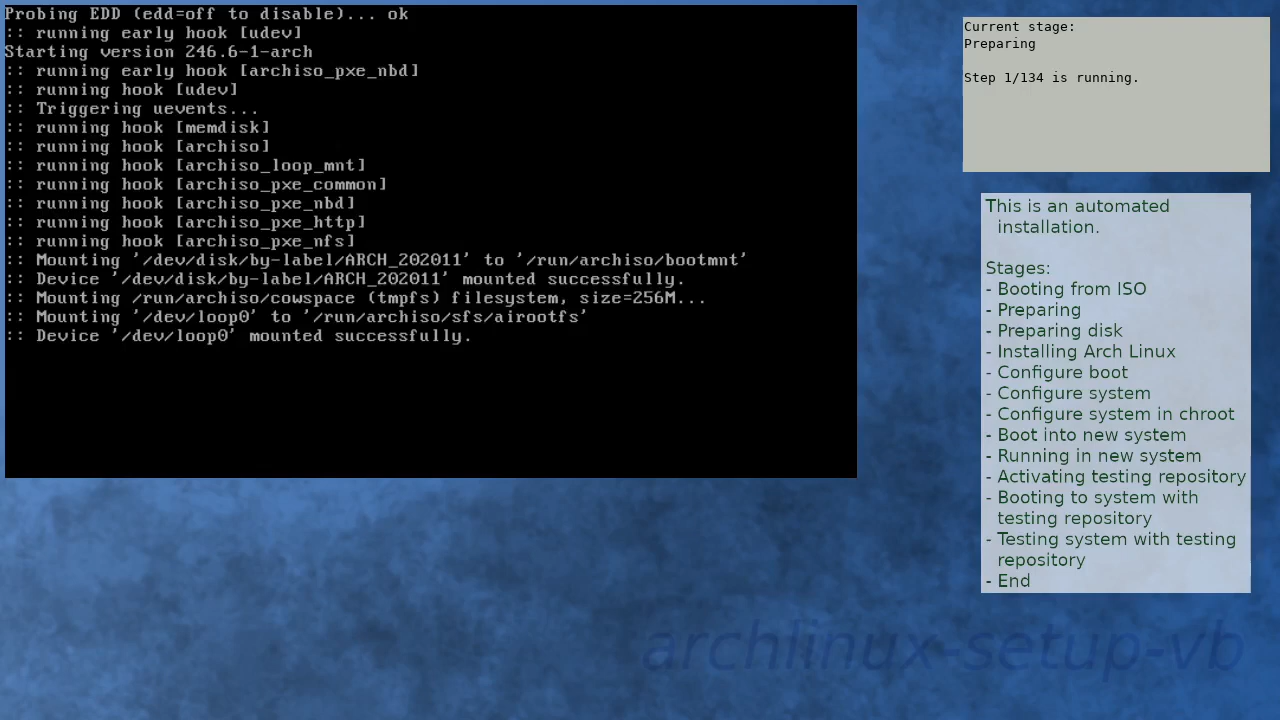 Probing EDD (edd=off to disable)... ok
:: running early hook [udev]
Starting version 246.6-1-arch
:: running early hook [archiso_pxe_nbd]
:: running hook [udev]
:: Triggering uevents...
:: running hook [memdisk]
:: running hook [archiso]
:: running hook [archiso_loop_mnt]
:: running hook [archiso_pxe_common]
:: running hook [archiso_pxe_nbd]
:: running hook [archiso_pxe_http]
:: running hook [archiso_pxe_nfs]
:: Mounting '/dev/disk/by-label/ARCH_202011' to '/run/archiso/bootmnt'
:: Device '/dev/disk/by-label/ARCH_202011' mounted successfully.
:: Mounting /run/archiso/cowspace (tmpfs) filesystem, size=256M...
:: Mounting '/dev/loop0' to '/run/archiso/sfs/airootfs'
:: Device '/dev/loop0' mounted successfully.
Current stage:
Preparing
Step 1/134 is running.
This is an automated
installation.
Stages:
- Booting from ISO
- Preparing
- Preparing disk
- Installing Arch Linux
- Configure boot
- Configure system
- Configure system in chroot
- Boot into new system
- Running in new system
- Activating testing repository
- Booting to system with
testing repository
- Testing system with testing
repository
- End
archlinux-setup-vb